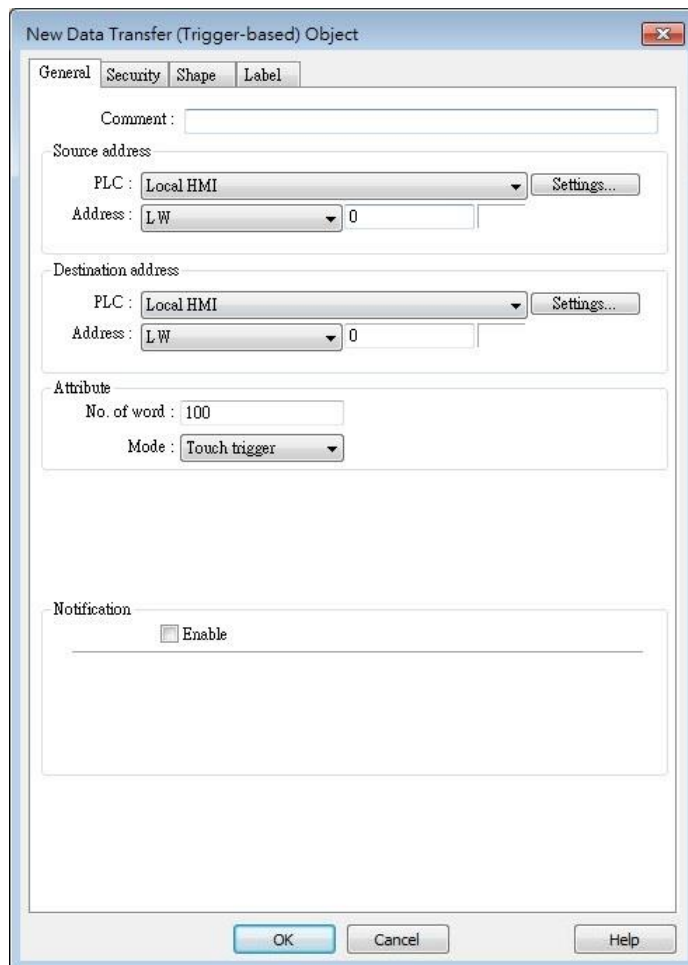 New Data Transfer (Trigger-based) Object
General Security Shape Label
Comment :
Source address
PLC : Local HMI Settings...
Address : LW 0
Destination address
PLC : Local HMI Settings...
Address : LW 0
Attribute
No. of word : 100
Mode : Touch trigger
Notification
Enable
OK Cancel Help